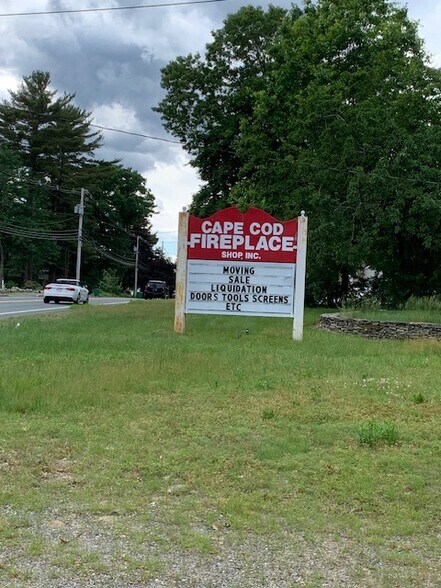 CAPE COD
FIREPLACE
SHOP, INC.
MOVING
SALE
LIQUIDATION
DOORS TOOLS SCREENS
ETC